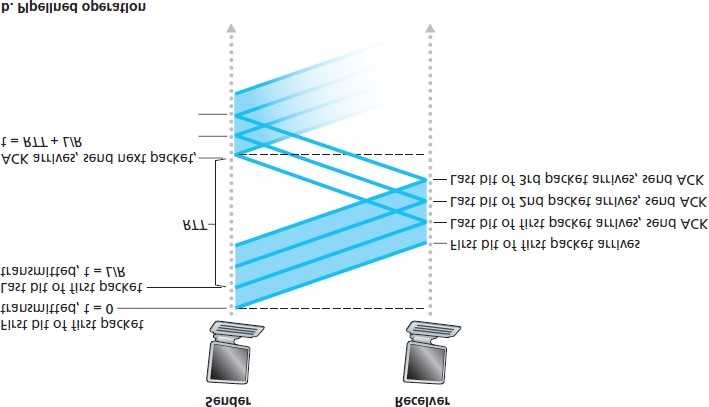 Sender
Receiver
First bit of first packet
transmitted, t = 0
Last bit of first packet
transmitted, t = L/R
RTT
First bit of first packet arrives
Last bit of first packet arrives, send ACK
Last bit of 2nd packet arrives, send ACK
Last bit of 3rd packet arrives, send ACK
ACK arrives, send next packet,
t = RTT + L/R
b. Pipelined operation